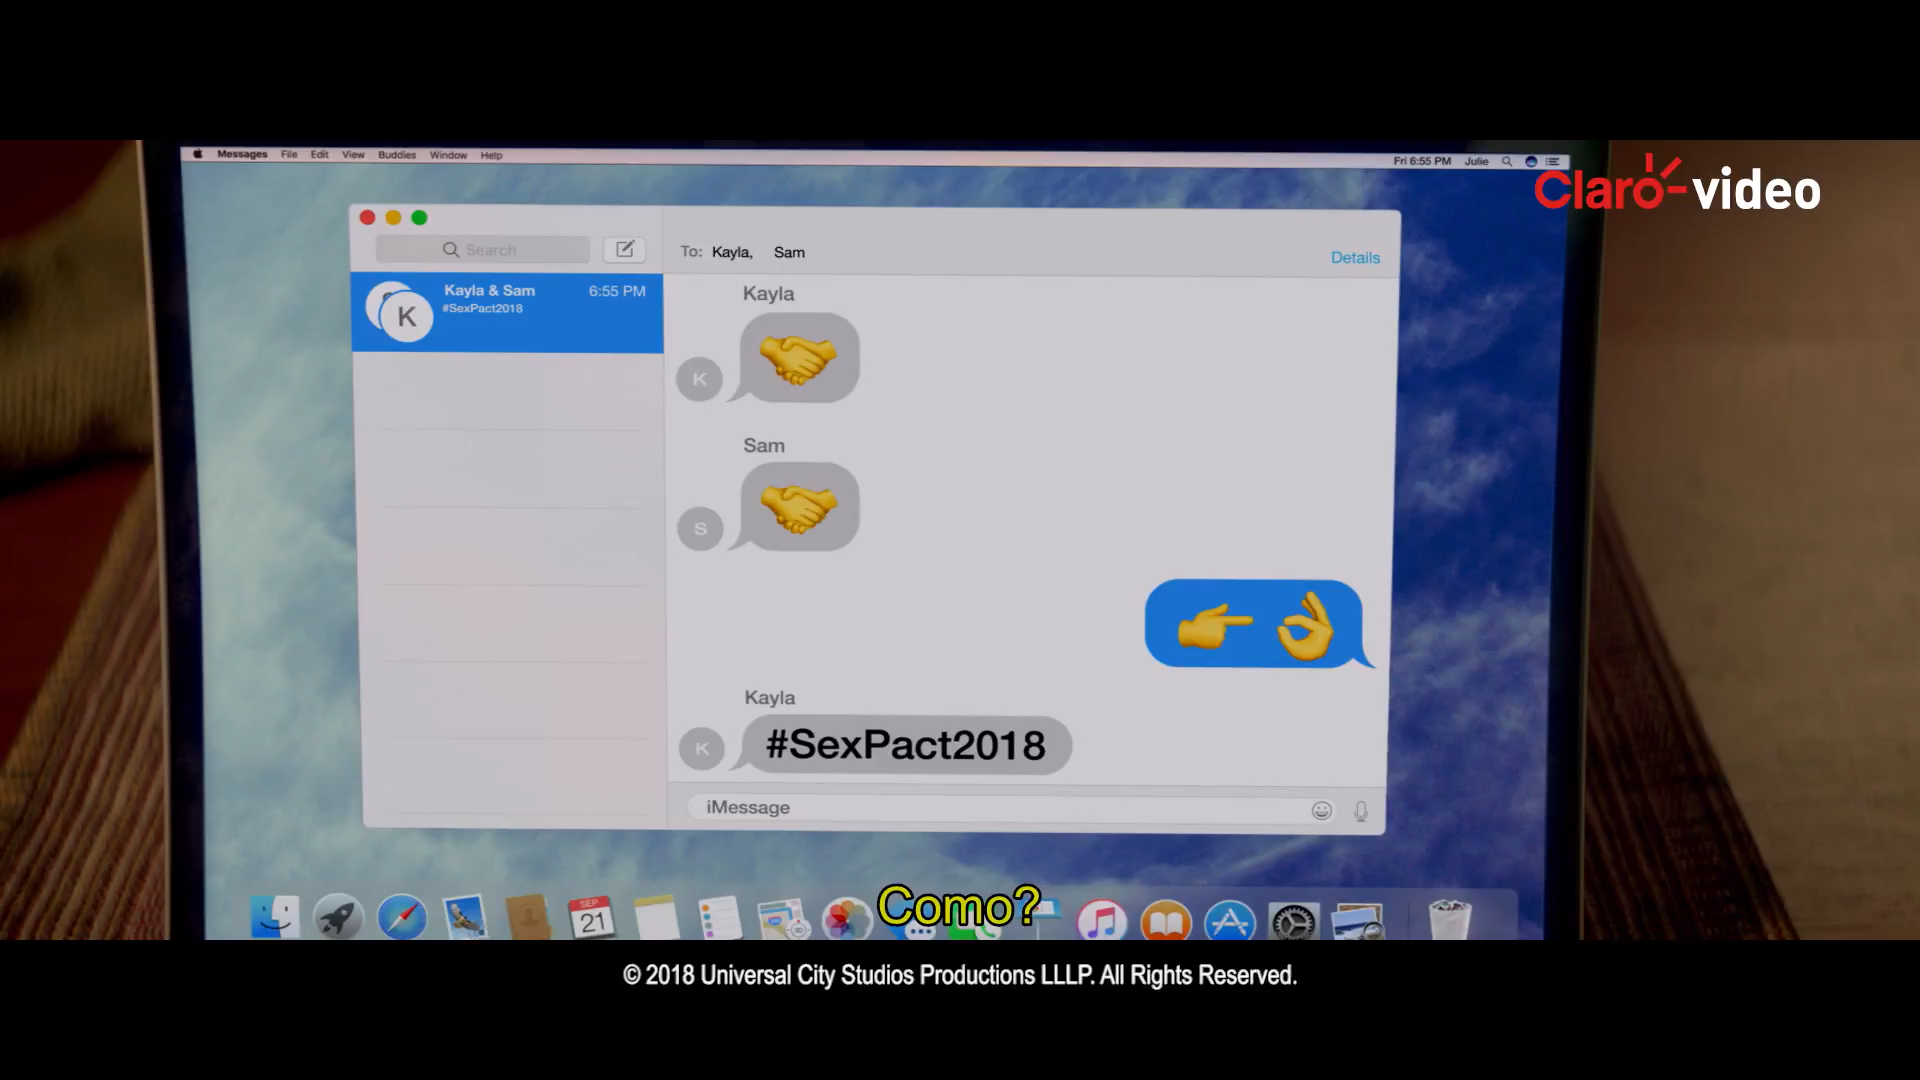 Messages File Edit View Buddies Window Help
Fri 6:55 PM Julie
Claro-video
Search
To: Kayla, Sam
Details
Kayla & Sam 6:55 PM
#SexPact2018
K
Kayla
K
Sam
S
Kayla
K
#SexPact2018
iMessage
SEP
21
Como?
© 2018 Universal City Studios Productions LLLP. All Rights Reserved.